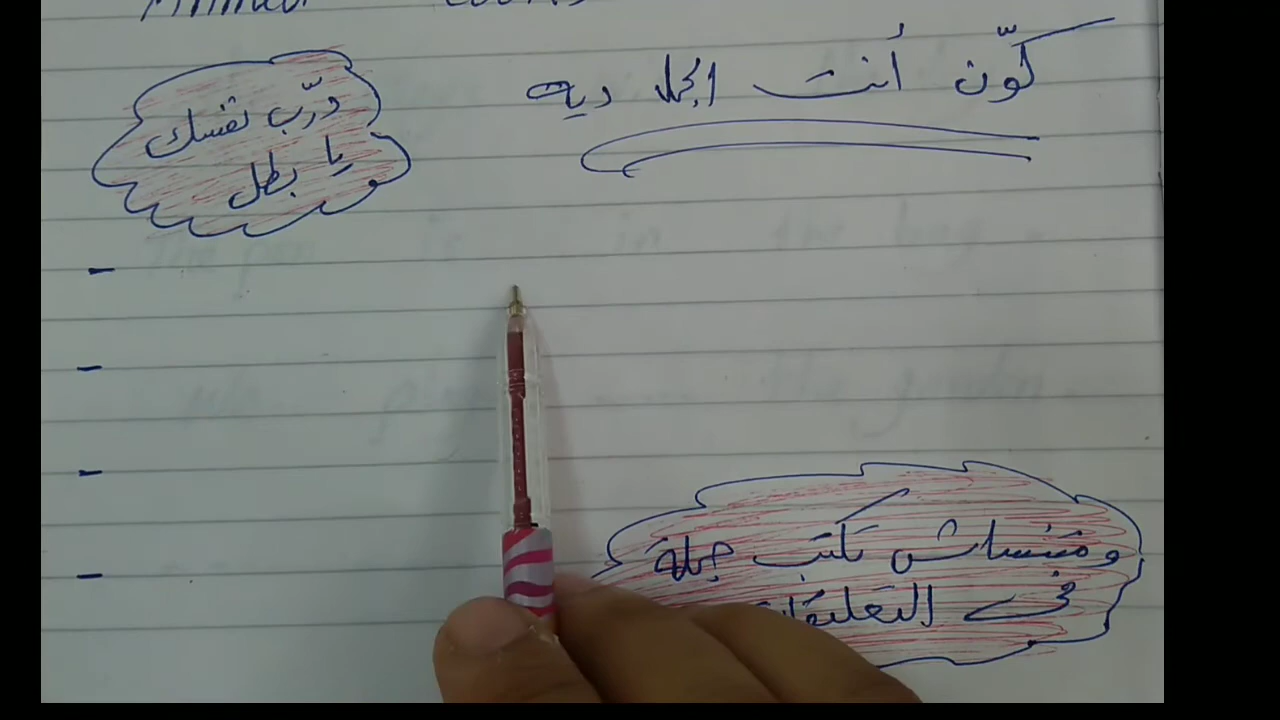 كوّن أنت الجمل ديه
درّب نفسك
يا بطل
ومتنساش تكتب جملة
في التعليقات